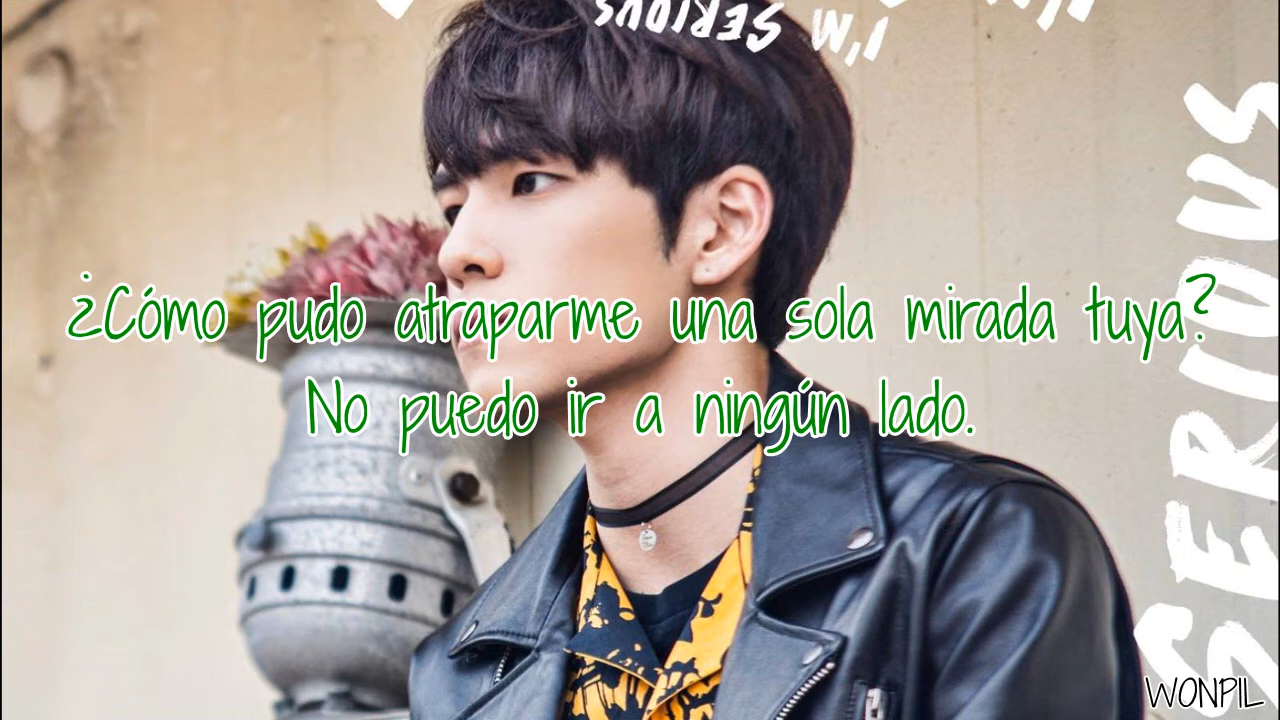 I'M SERIOUS
¿Cómo pudo atraparme una sola mirada tuya?
No puedo ir a ningún lado.
SERIOUS
WONPIL